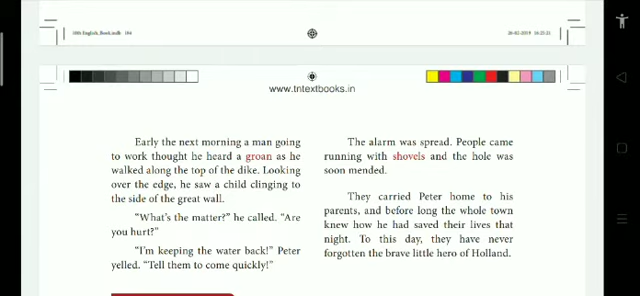 10th English_Book.indb 194
26-02-2019 16:25:21
www.tntextbooks.in
Early the next morning a man going
to work thought he heard a groan as he
walked along the top of the dike. Looking
over the edge, he saw a child clinging to
the side of the great wall.
“What’s the matter?” he called. “Are
you hurt?”
“I’m keeping the water back!” Peter
yelled. “Tell them to come quickly!”
The alarm was spread. People came
running with shovels and the hole was
soon mended.
They carried Peter home to his
parents, and before long the whole town
knew how he had saved their lives that
night. To this day, they have never
forgotten the brave little hero of Holland.